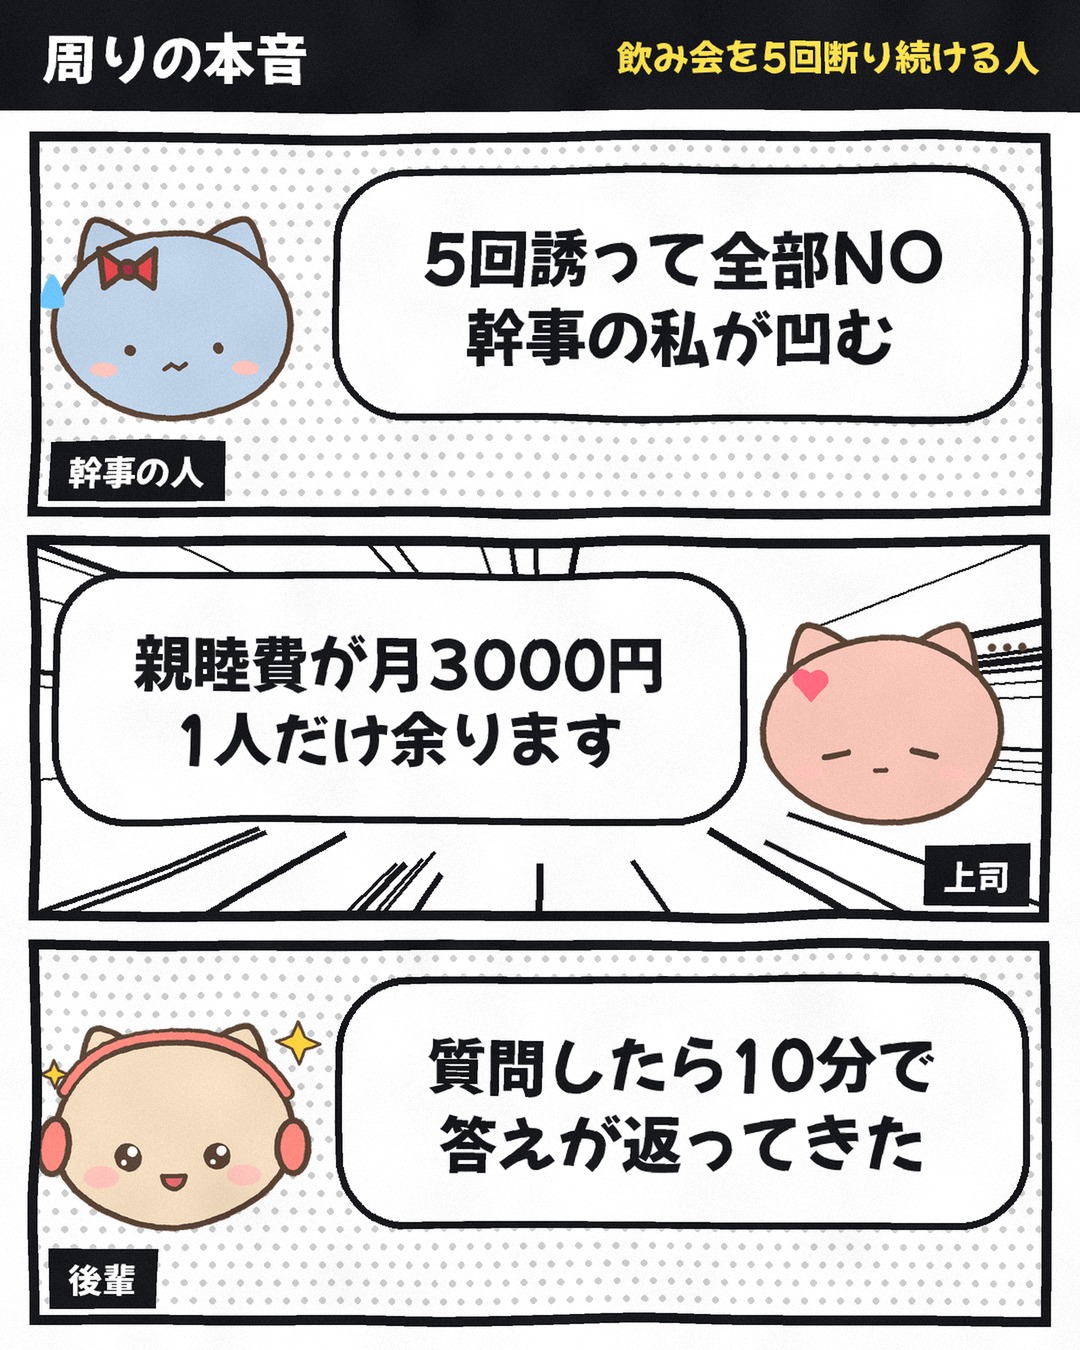 周りの本音
飲み会を5回断り続ける人
5回誘って全部NO
幹事の私が凹む
幹事の人
親睦費が月3000円
1人だけ余ります
上司
質問したら10分で
答えが返ってきた
後輩